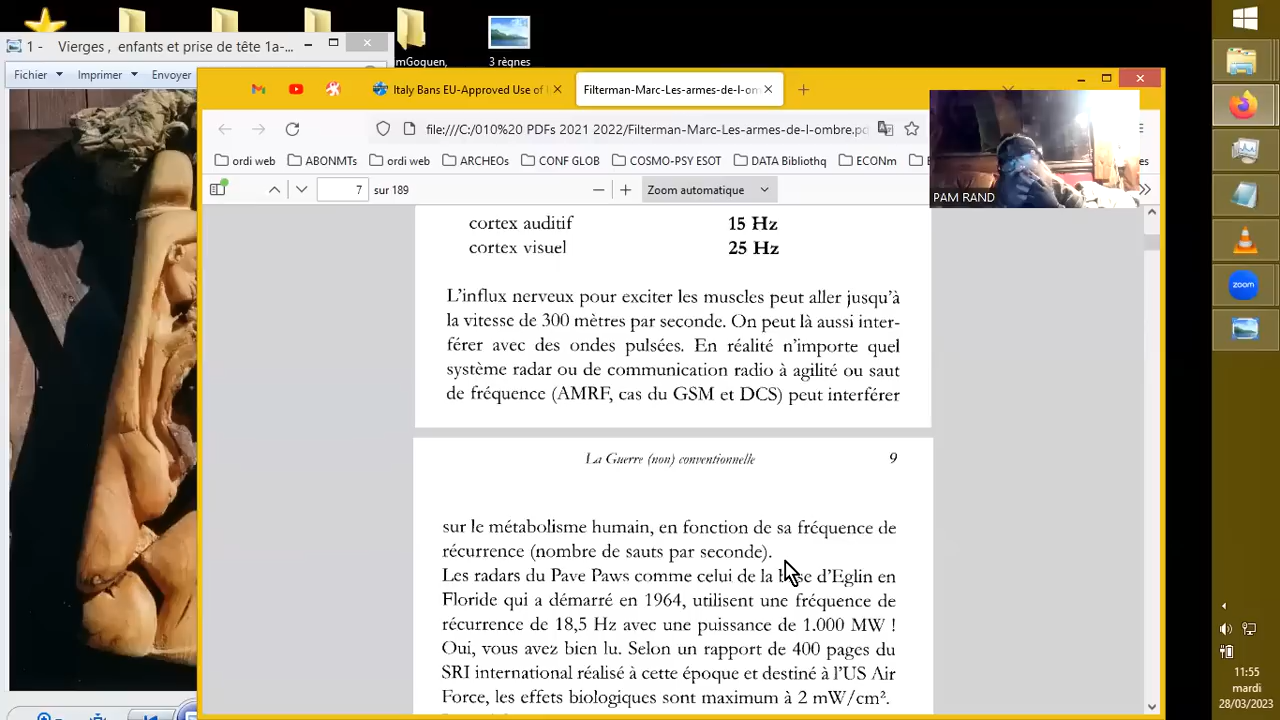 mGoquen,
3 règnes
1 - Vierges , enfants et prise de tête 1a-...
Fichier
Imprimer
Envoyer
Italy Bans EU-Approved Use of
Filterman-Marc-Les-armes-de-l-om
file:///C:/010%20 PDFs 2021 2022/Filterman-Marc-Les-armes-de-l-ombre.pd
ordi web
ABONMTs
ordi web
ARCHEOs
CONF GLOB
COSMO-PSY ESOT
DATA Bibliothq
ECONm
7 sur 189
Zoom automatique
PAM RAND
cortex auditif 15 Hz
cortex visuel 25 Hz
L'influx nerveux pour exciter les muscles peut aller jusqu'à
la vitesse de 300 mètres par seconde. On peut là aussi inter-
férer avec des ondes pulsées. En réalité n'importe quel
système radar ou de communication radio à agilité ou saut
de fréquence (AMRF, cas du GSM et DCS) peut interférer
La Guerre (non) conventionnelle 9
sur le métabolisme humain, en fonction de sa fréquence de
récurrence (nombre de sauts par seconde).
Les radars du Pave Paws comme celui de la base d'Eglin en
Floride qui a démarré en 1964, utilisent une fréquence de
récurrence de 18,5 Hz avec une puissance de 1.000 MW !
Oui, vous avez bien lu. Selon un rapport de 400 pages du
SRI international réalisé à cette époque et destiné à l'US Air
Force, les effets biologiques sont maximum à 2 mW/cm².
zoom
11:55
mardi
28/03/2023